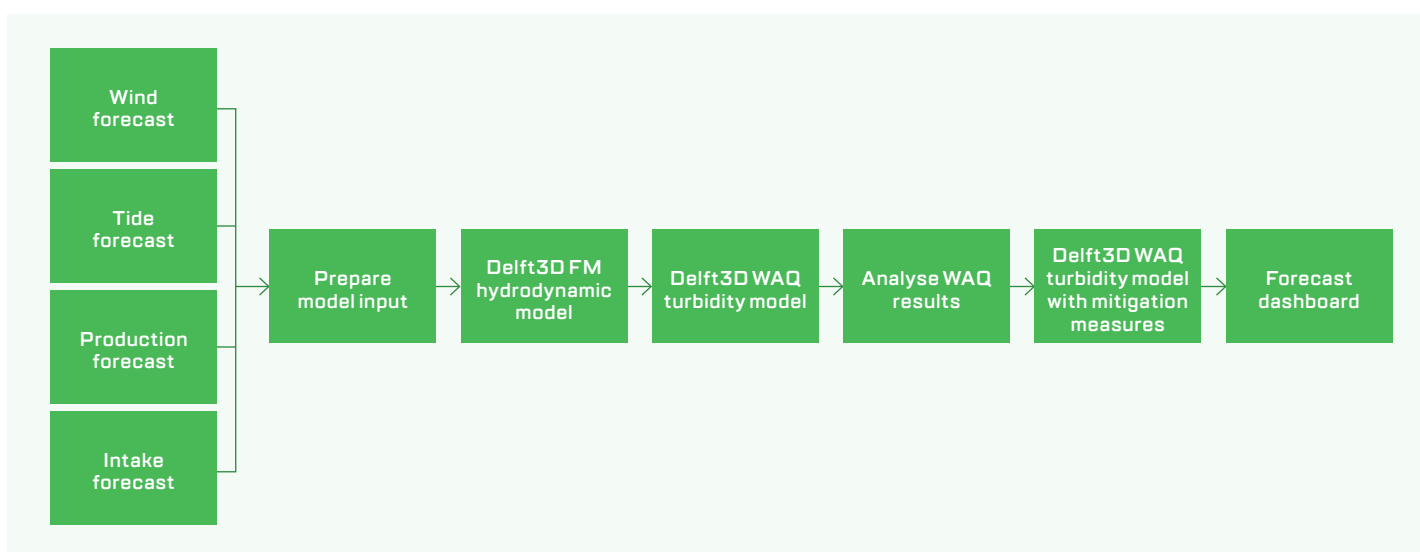 Wind
forecast
Tide
forecast
Production
forecast
Intake
forecast
Prepare
model input
Delft3D FM
hydrodynamic
model
Delft3D WAQ
turbidity model
Analyse WAQ
results
Delft3D WAQ
turbidity model
with mitigation
measures
Forecast
dashboard